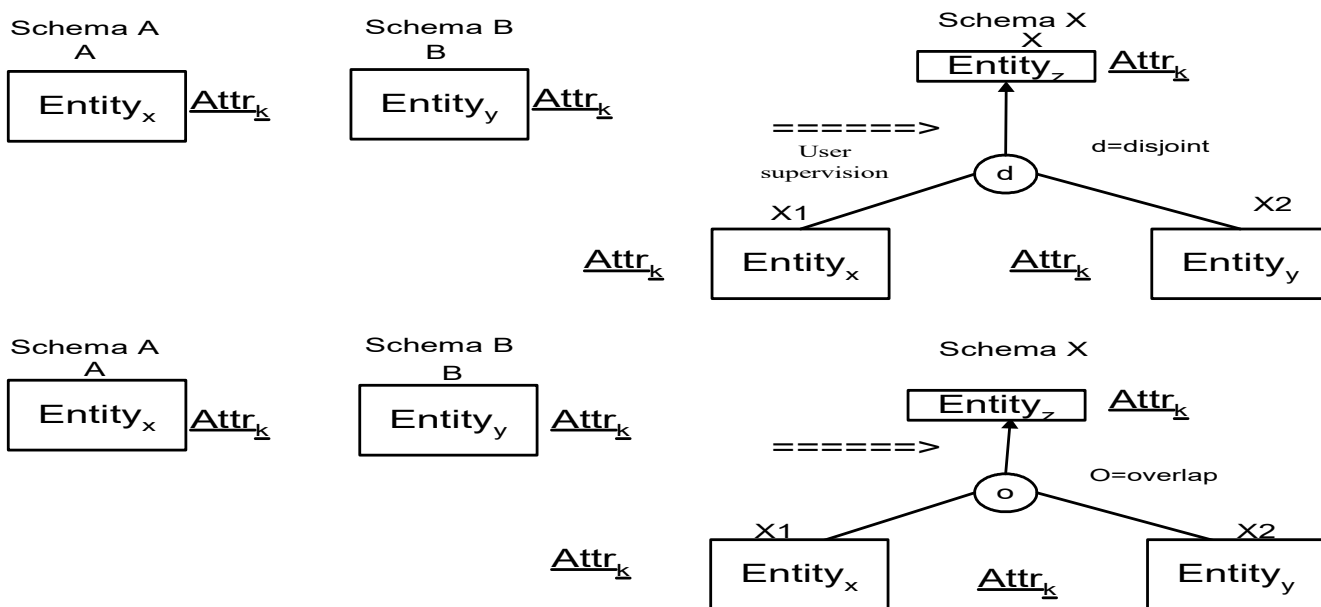 Schema A
A
Entityx
Attrk
Schema B
B
Entityy
Attrk
Schema X
X
Entityz
Attrk
======>
User
supervision
d=disjoint
d
X1
X2
Attrk
Entityx
Attrk
Entityy
Schema A
A
Entityx
Attrk
Schema B
B
Entityy
Attrk
Schema X
Entityz
Attrk
======>
O=overlap
o
X1
X2
Attrk
Entityx
Attrk
Entityy